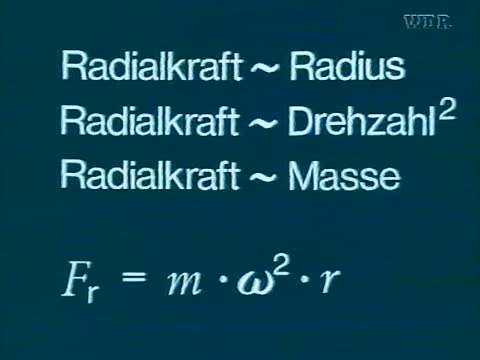 WDR
Radialkraft ~ Radius
Radialkraft ~ Drehzahl²
Radialkraft ~ Masse
Fᵣ = m · ω² · r